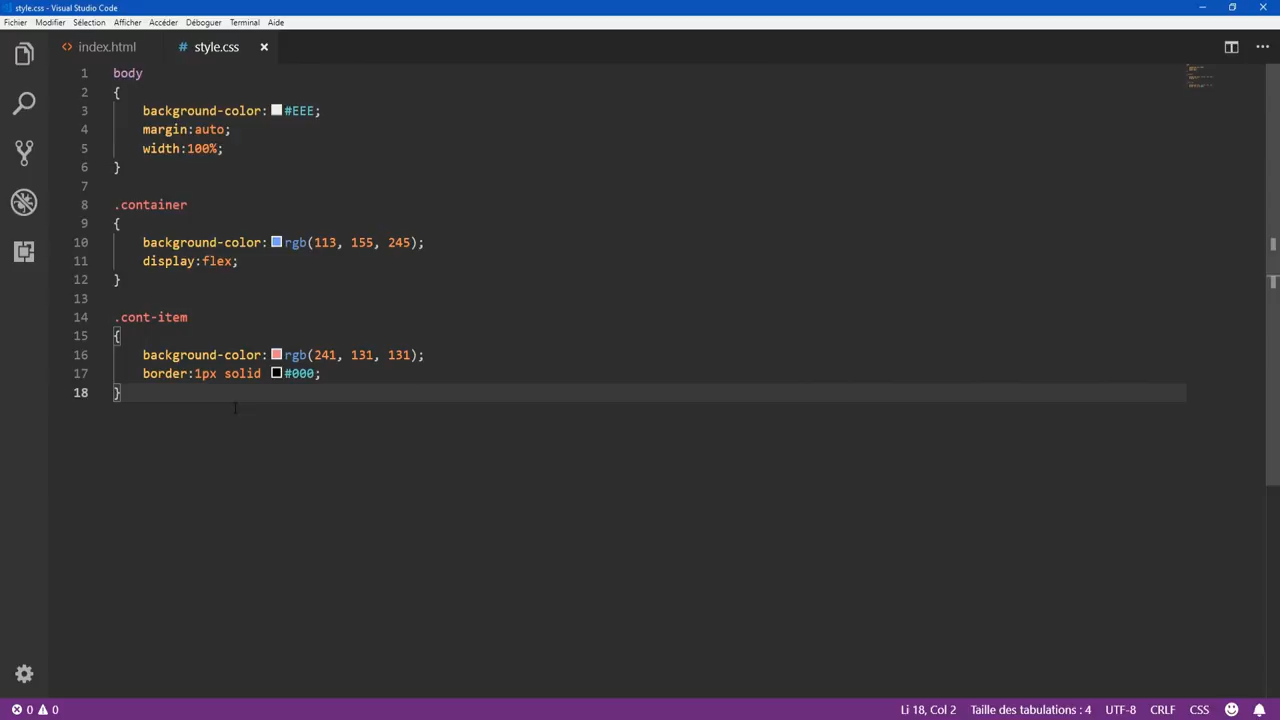 style.css - Visual Studio Code
Fichier Modifier Sélection Afficher Accéder Déboguer Terminal Aide
index.html style.css
1 body
2 {
3 background-color:#EEE;
4 margin:auto;
5 width:100%;
6 }
7
8 .container
9 {
10 background-color:rgb(113, 155, 245);
11 display:flex;
12 }
13
14 .cont-item
15 {
16 background-color:rgb(241, 131, 131);
17 border:1px solid #000;
18 }
0 0 Li 18, Col 2 Taille des tabulations : 4 UTF-8 CRLF CSS